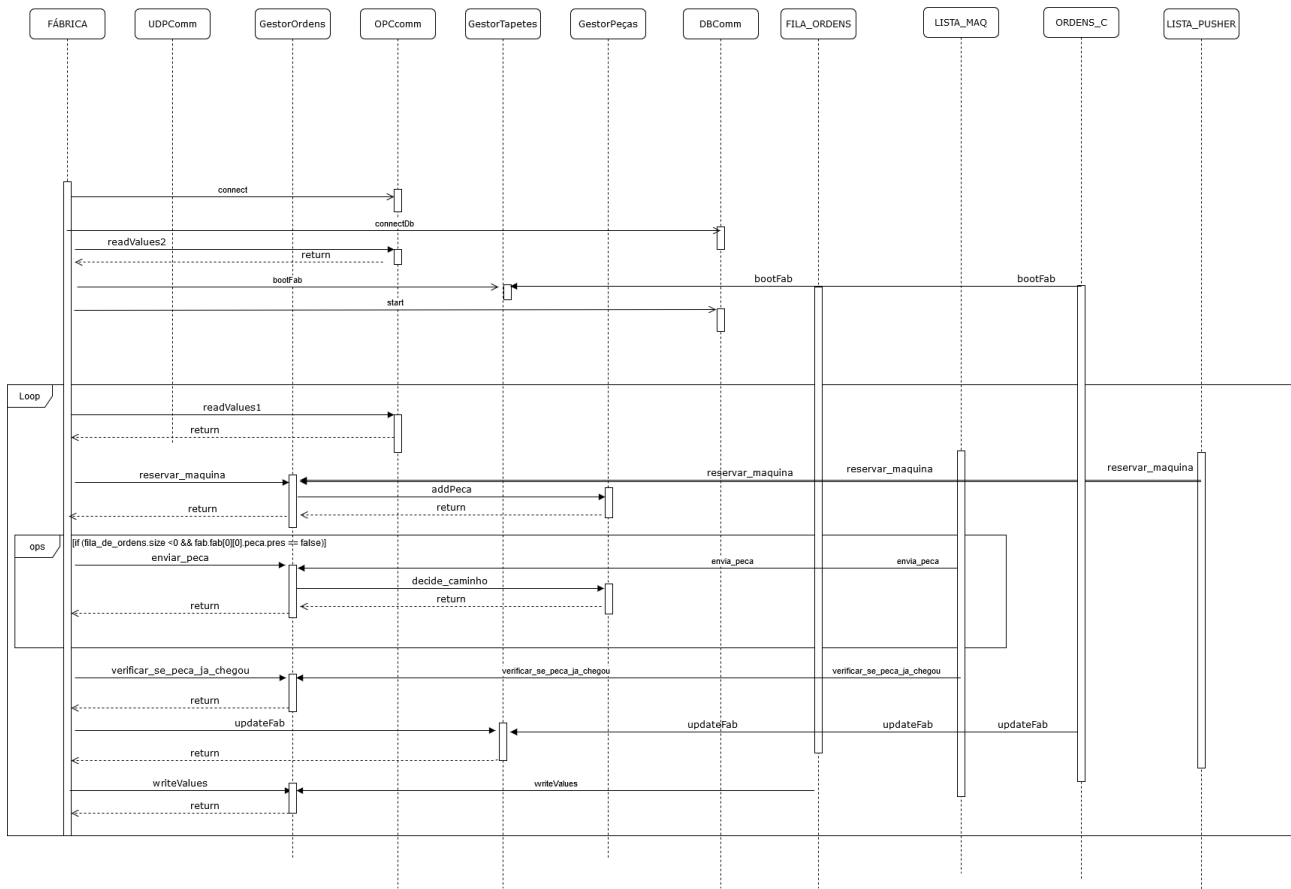 FÁBRICA
UDPComm
GestorOrdens
OPCcomm
GestorTapetes
GestorPeças
DBComm
FILA_ORDENS
LISTA_MAQ
ORDENS_C
LISTA_PUSHER
connect
connectDb
readValues2
return
bootFab
bootFab
bootFab
start
Loop
readValues1
return
reservar_maquina
reservar_maquina
reservar_maquina
reservar_maquina
addPeca
return
return
ops
[if (fila_de_ordens.size <0 && fab.fab[0][0].peca.pres == false)]
enviar_peca
envia_peca
envia_peca
decide_caminho
return
return
verificar_se_peca_ja_chegou
verificar_se_peca_ja_chegou
verificar_se_peca_ja_chegou
return
updateFab
updateFab
updateFab
updateFab
return
writeValues
writeValues
return